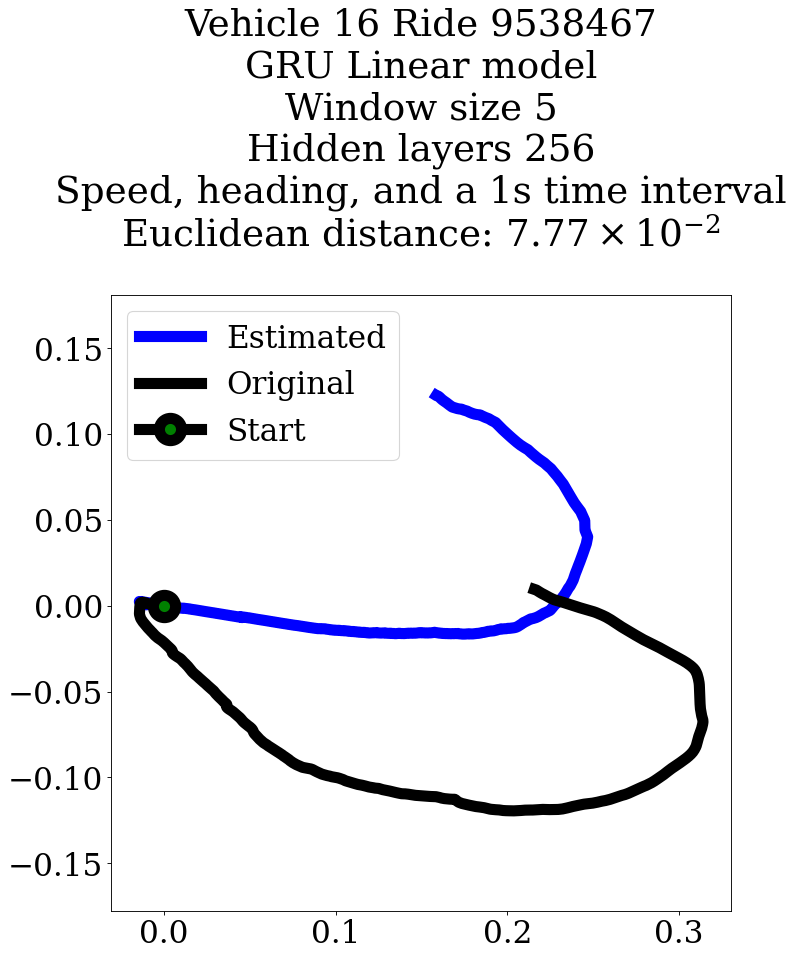 Vehicle 16 Ride 9538467
GRU Linear model
Window size 5
Hidden layers 256
Speed, heading, and a 1s time interval
Euclidean distance: 7.77 × 10⁻²
Estimated
Original
Start
0.15
0.10
0.05
0.00
−0.05
−0.10
−0.15
0.0 0.1 0.2 0.3